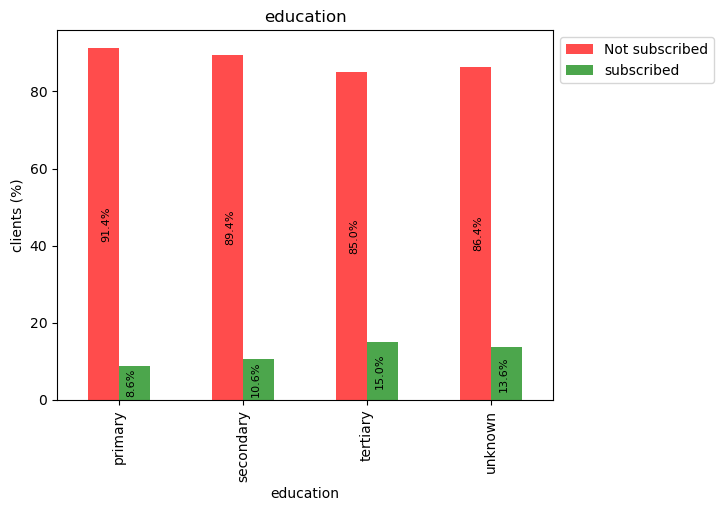 education
Not subscribed
subscribed
clients (%)
80
60
40
20
0
91.4%
8.6%
89.4%
10.6%
85.0%
15.0%
86.4%
13.6%
primary
secondary
tertiary
unknown
education